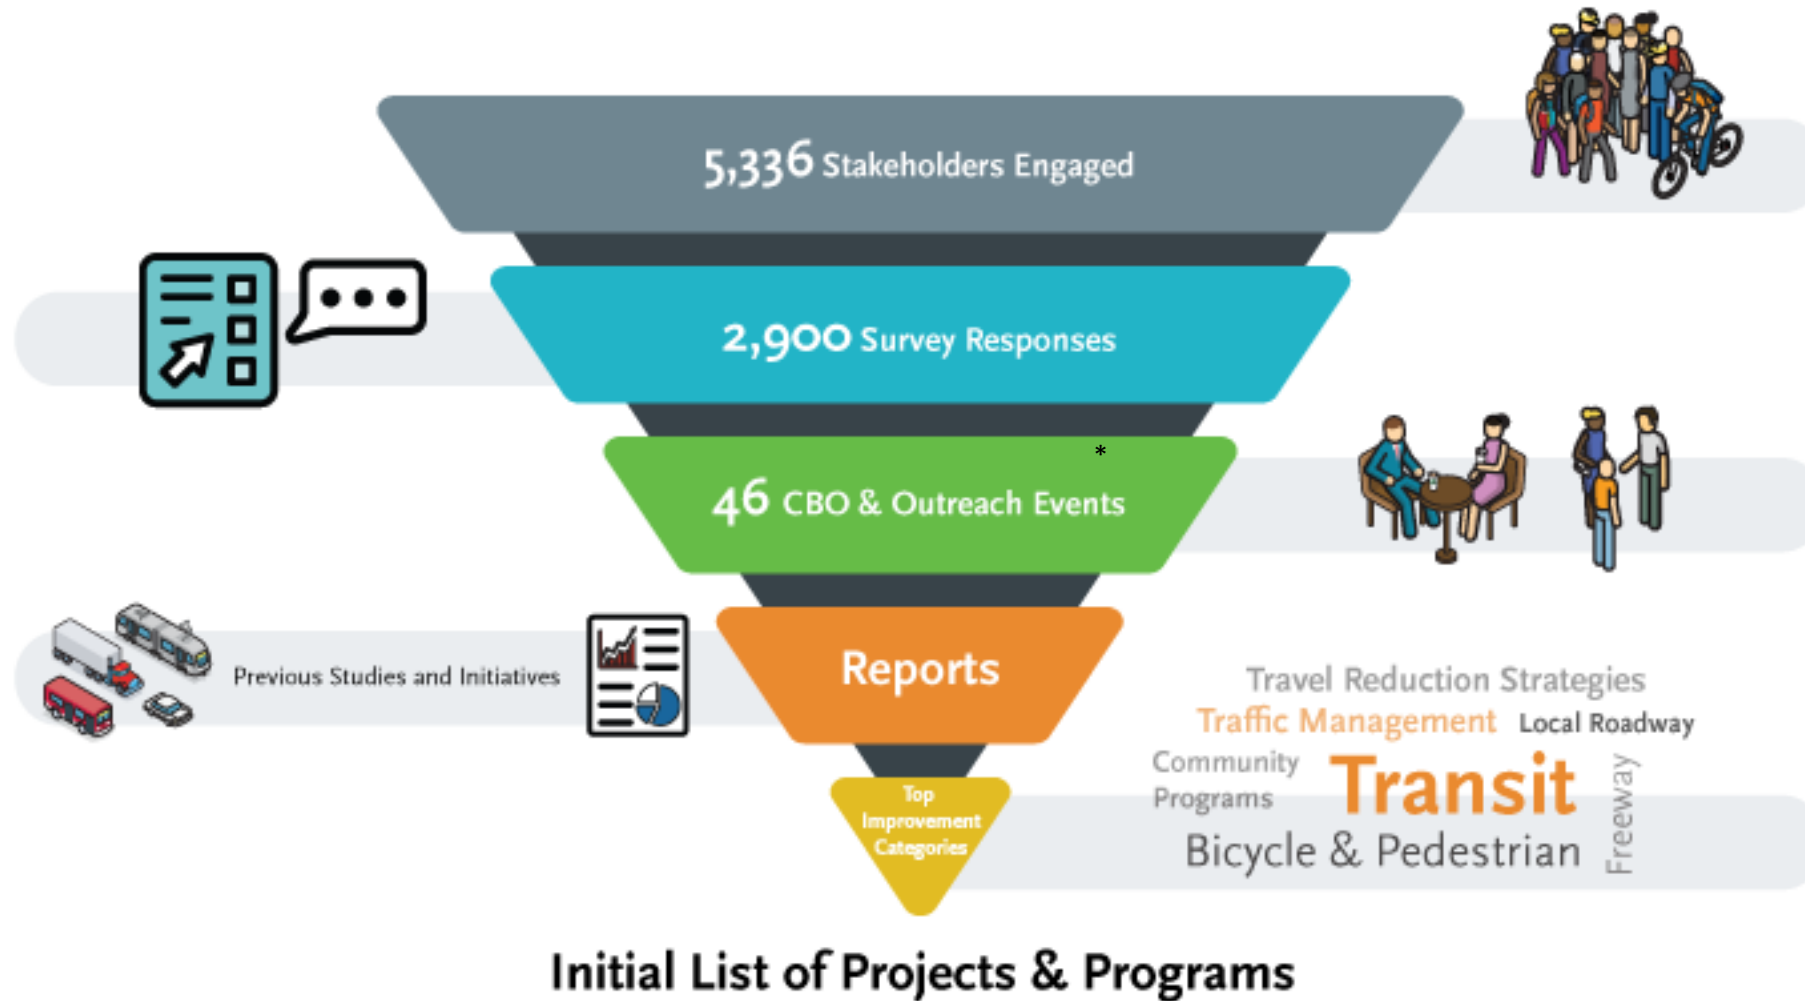 5,336 Stakeholders Engaged
2,900 Survey Responses
*
46 CBO & Outreach Events
Previous Studies and Initiatives
Reports
Top
Improvement
Categories
Travel Reduction Strategies
Traffic Management Local Roadway
Community
Programs
Transit
Freeway
Bicycle & Pedestrian
Initial List of Projects & Programs